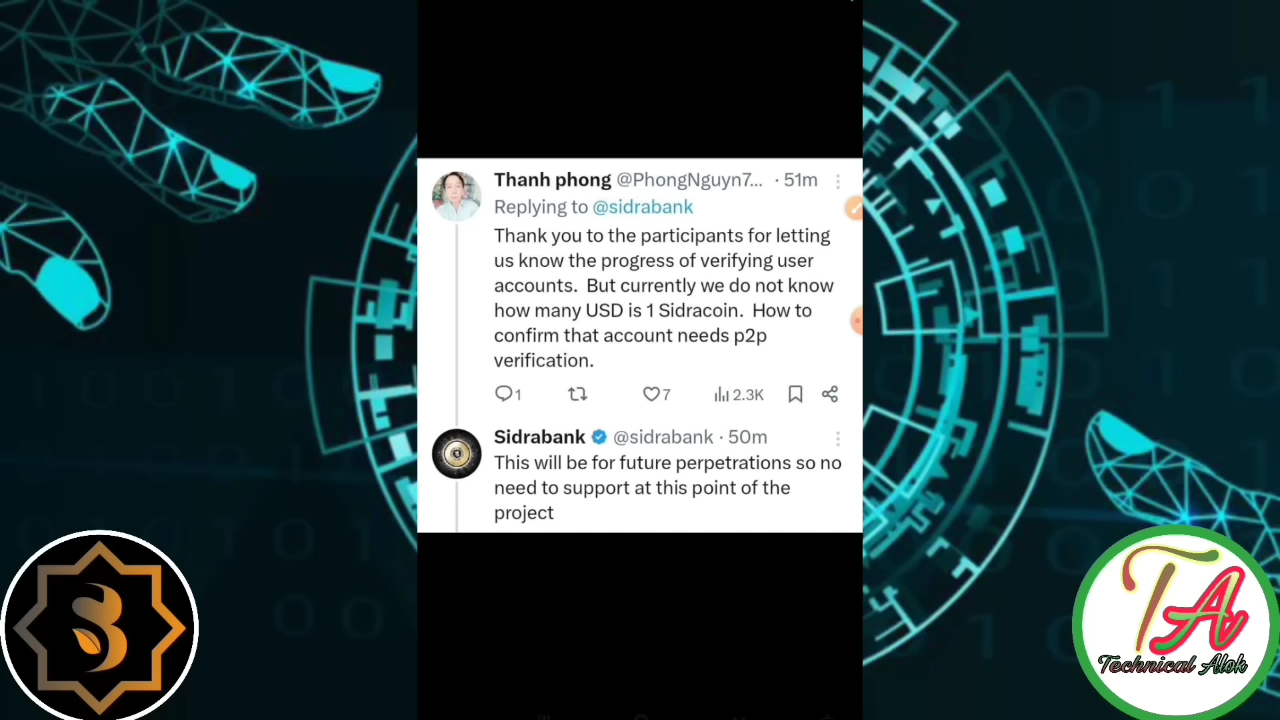 Thanh phong @PhongNguyn7... · 51m
Replying to @sidrabank
Thank you to the participants for letting
us know the progress of verifying user
accounts. But currently we do not know
how many USD is 1 Sidracoin. How to
confirm that account needs p2p
verification.
1 7 2.3K
Sidrabank @sidrabank · 50m
This will be for future perpetrations so no
need to support at this point of the
project
TA
Technical Alok